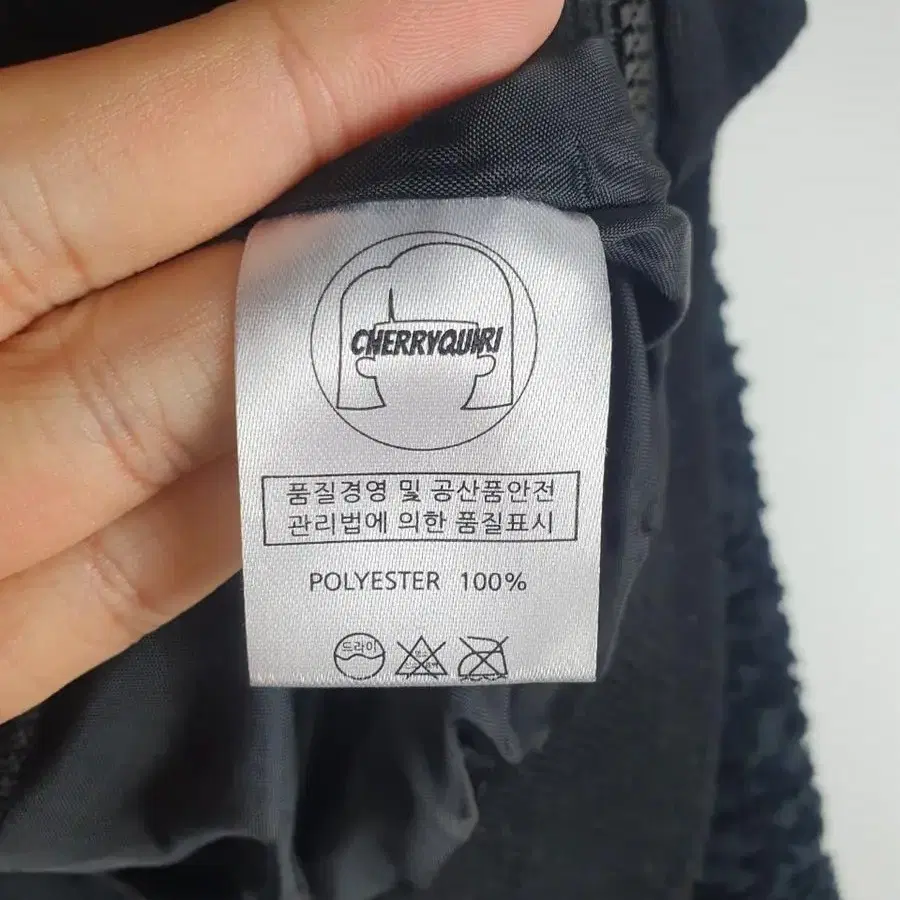 CHERRYQUIRI
품질경영 및 공산품안전
관리법에 의한 품질표시
POLYESTER 100%
드라이